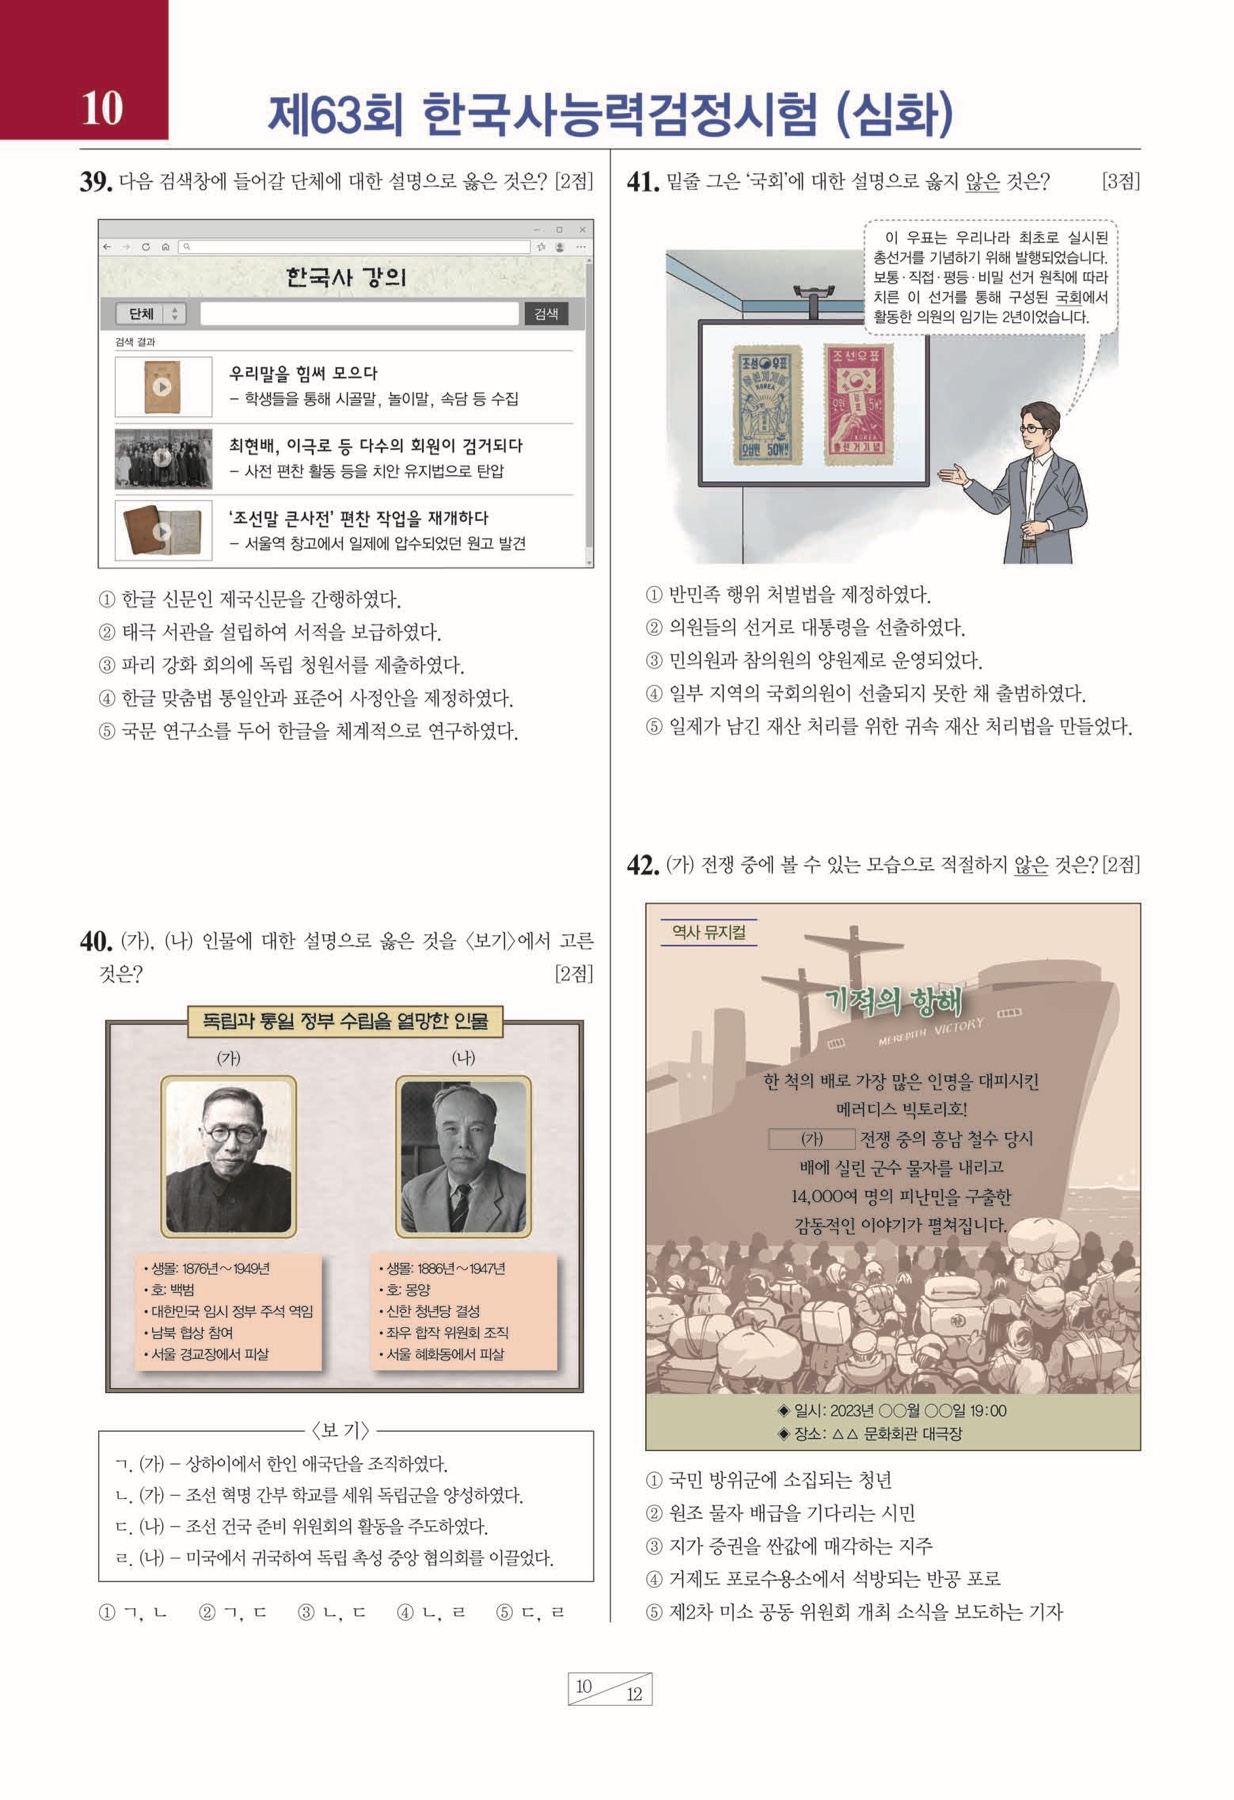 10
제63회 한국사능력검정시험 (심화)
39. 다음 검색창에 들어갈 단체에 대한 설명으로 옳은 것은? [2점]
한국사 강의
단체
검색
검색 결과
우리말을 힘써 모으다
– 학생들을 통해 시골말, 놀이말, 속담 등 수집
최현배, 이극로 등 다수의 회원이 검거되다
– 사전 편찬 활동 등을 치안 유지법으로 탄압
‘조선말 큰사전’ 편찬 작업을 재개하다
– 서울역 창고에서 일제에 압수되었던 원고 발견
① 한글 신문인 제국신문을 간행하였다.
② 태극 서관을 설립하여 서적을 보급하였다.
③ 파리 강화 회의에 독립 청원서를 제출하였다.
④ 한글 맞춤법 통일안과 표준어 사정안을 제정하였다.
⑤ 국문 연구소를 두어 한글을 체계적으로 연구하였다.
40. (가), (나) 인물에 대한 설명으로 옳은 것을 〈보기〉에서 고른
것은? [2점]
독립과 통일 정부 수립을 열망한 인물
(가)
(나)
• 생몰: 1876년～1949년
• 호: 백범
• 대한민국 임시 정부 주석 역임
• 남북 협상 참여
• 서울 경교장에서 피살
• 생몰: 1886년～1947년
• 호: 몽양
• 신한 청년당 결성
• 좌우 합작 위원회 조직
• 서울 혜화동에서 피살
〈보 기〉
ㄱ. (가) – 상하이에서 한인 애국단을 조직하였다.
ㄴ. (가) – 조선 혁명 간부 학교를 세워 독립군을 양성하였다.
ㄷ. (나) – 조선 건국 준비 위원회의 활동을 주도하였다.
ㄹ. (나) – 미국에서 귀국하여 독립 촉성 중앙 협의회를 이끌었다.
① ㄱ, ㄴ ② ㄱ, ㄷ ③ ㄴ, ㄷ ④ ㄴ, ㄹ ⑤ ㄷ, ㄹ
41. 밑줄 그은 ‘국회’에 대한 설명으로 옳지 않은 것은? [3점]
이 우표는 우리나라 최초로 실시된
총선거를 기념하기 위해 발행되었습니다.
보통·직접·평등·비밀 선거 원칙에 따라
치른 이 선거를 통해 구성된 국회에서
활동한 의원의 임기는 2년이었습니다.
조선우표
KOREA
50
조선우표
KOREA
총선거기념
① 반민족 행위 처벌법을 제정하였다.
② 의원들의 선거로 대통령을 선출하였다.
③ 민의원과 참의원의 양원제로 운영되었다.
④ 일부 지역의 국회의원이 선출되지 못한 채 출범하였다.
⑤ 일제가 남긴 재산 처리를 위한 귀속 재산 처리법을 만들었다.
42. (가) 전쟁 중에 볼 수 있는 모습으로 적절하지 않은 것은? [2점]
역사 뮤지컬
기적의 항해
MEREDITH VICTORY
한 척의 배로 가장 많은 인명을 대피시킨
메러디스 빅토리호!
(가) 전쟁 중의 흥남 철수 당시
배에 실린 군수 물자를 내리고
14,000여 명의 피난민을 구출한
감동적인 이야기가 펼쳐집니다.
◈ 일시: 2023년 ○○월 ○○일 19:00
◈ 장소: △△ 문화회관 대극장
① 국민 방위군에 소집되는 청년
② 원조 물자 배급을 기다리는 시민
③ 지가 증권을 싼값에 매각하는 지주
④ 거제도 포로수용소에서 석방되는 반공 포로
⑤ 제2차 미소 공동 위원회 개최 소식을 보도하는 기자
10
12